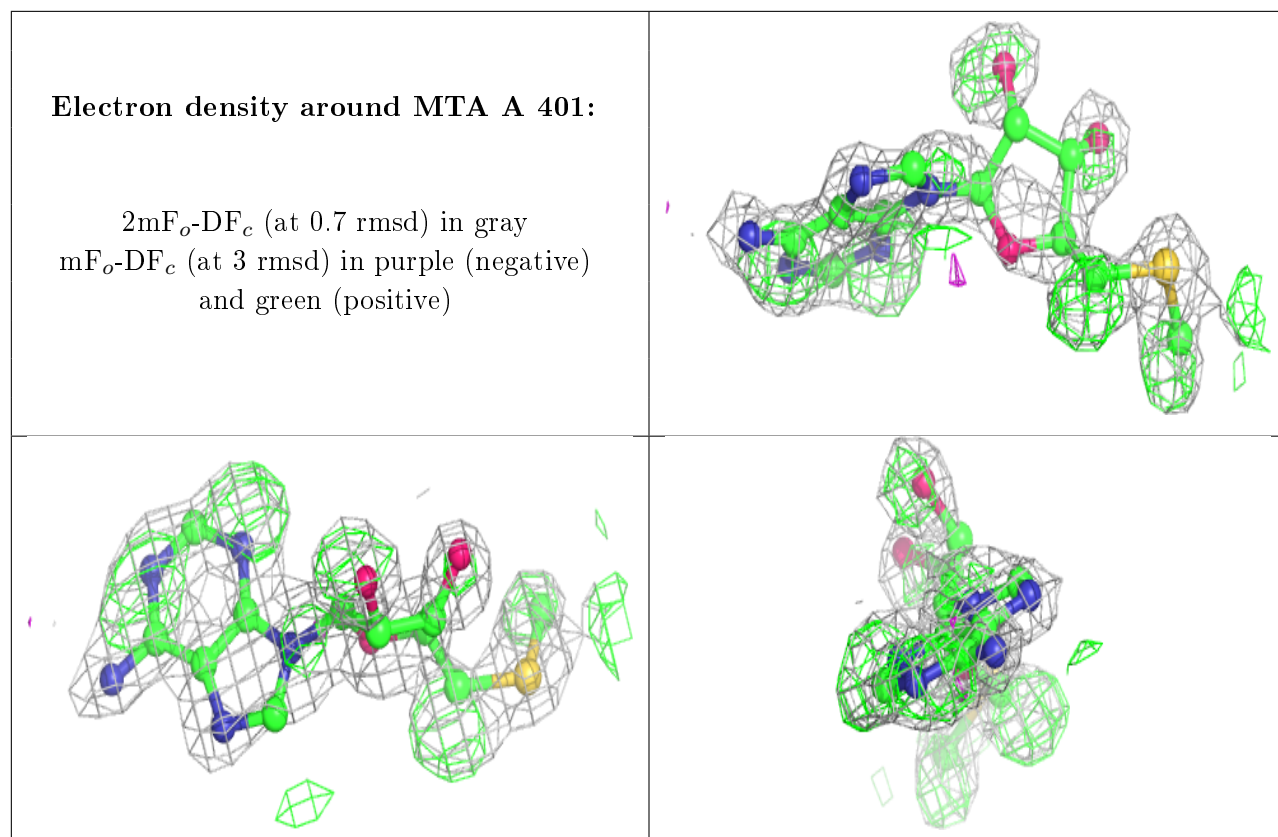 Electron density around MTA A 401:
2mFo-DFc (at 0.7 rmsd) in gray
mFo-DFc (at 3 rmsd) in purple (negative)
and green (positive)